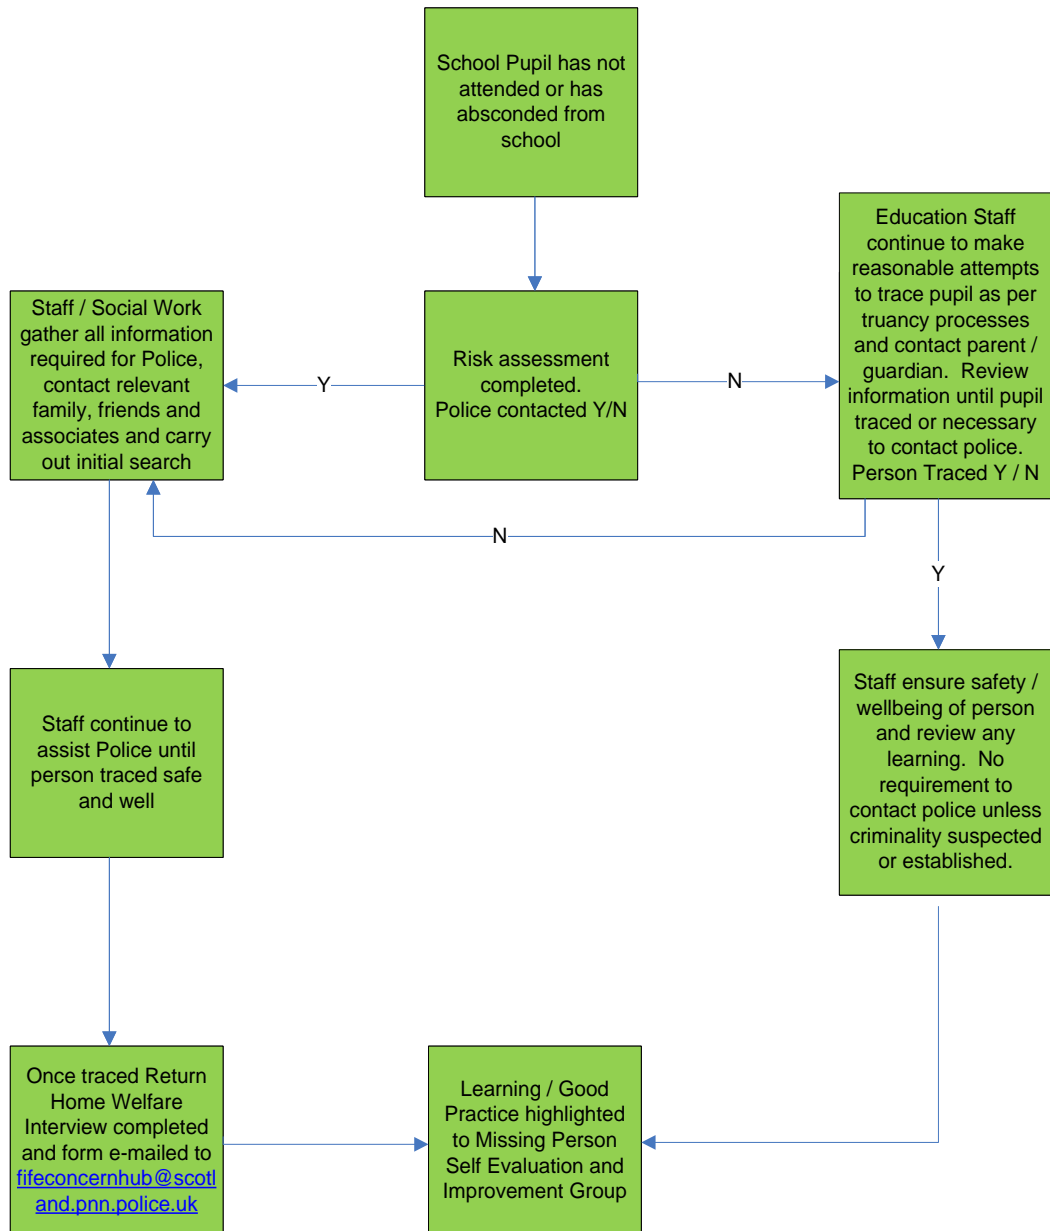 School Pupil has not
attended or has
absconded from
school
Education Staff
continue to make
reasonable attempts
to trace pupil as per
truancy processes
and contact parent /
guardian.  Review
information until pupil
traced or necessary
to contact police.
Person Traced Y / N
Staff / Social Work
gather all information
required for Police,
contact relevant
family, friends and
associates and carry
out initial search
Y
Risk assessment
completed.
Police contacted Y/N
N
N
Y
Staff continue to
assist Police until
person traced safe
and well
Staff ensure safety /
wellbeing of person
and review any
learning.  No
requirement to
contact police unless
criminality suspected
or established.
Once traced Return
Home Welfare
Interview completed
and form e-mailed to
fifeconcernhub@scotl
and.pnn.police.uk
Learning / Good
Practice highlighted
to Missing Person
Self Evaluation and
Improvement Group